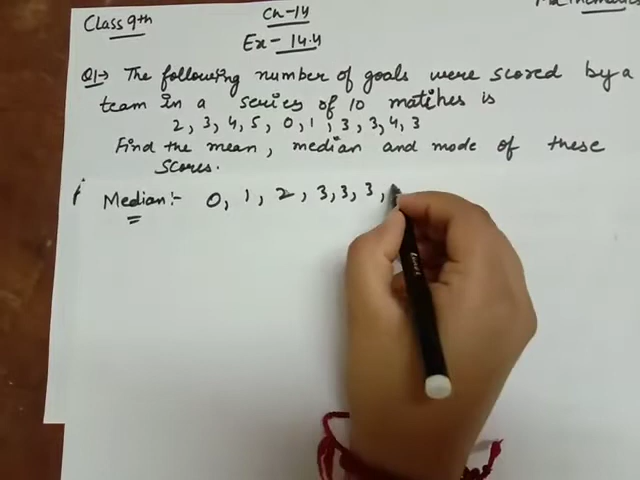 Class 9th
Ch-14
Mathematics
Ex- 14.4
Q1→ The following number of goals were scored by a
team in a series of 10 matches is
2, 3, 4, 5, 0, 1, 3, 3, 4, 3
Find the mean, median and mode of these
scores.
Median:- 0, 1, 2, 3, 3, 3,